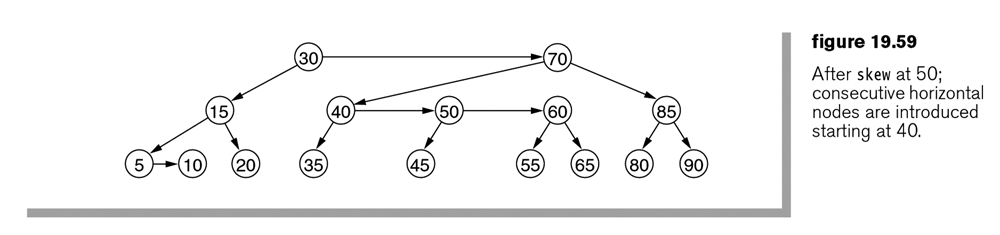 30 70
15 40 50 60 85
5 10 20 35 45 55 65 80 90
figure 19.59
After skew at 50;
consecutive horizontal
nodes are introduced
starting at 40.